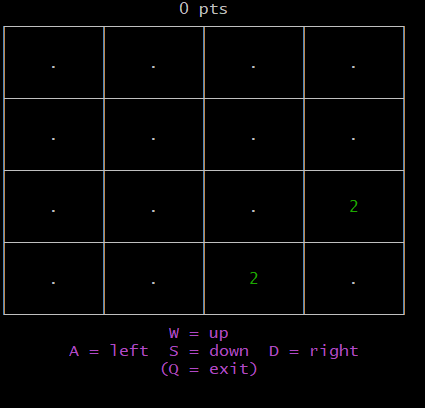 0 pts
. . . .
. . . .
. . . 2
. . 2 .
W = up
A = left S = down D = right
(Q = exit)